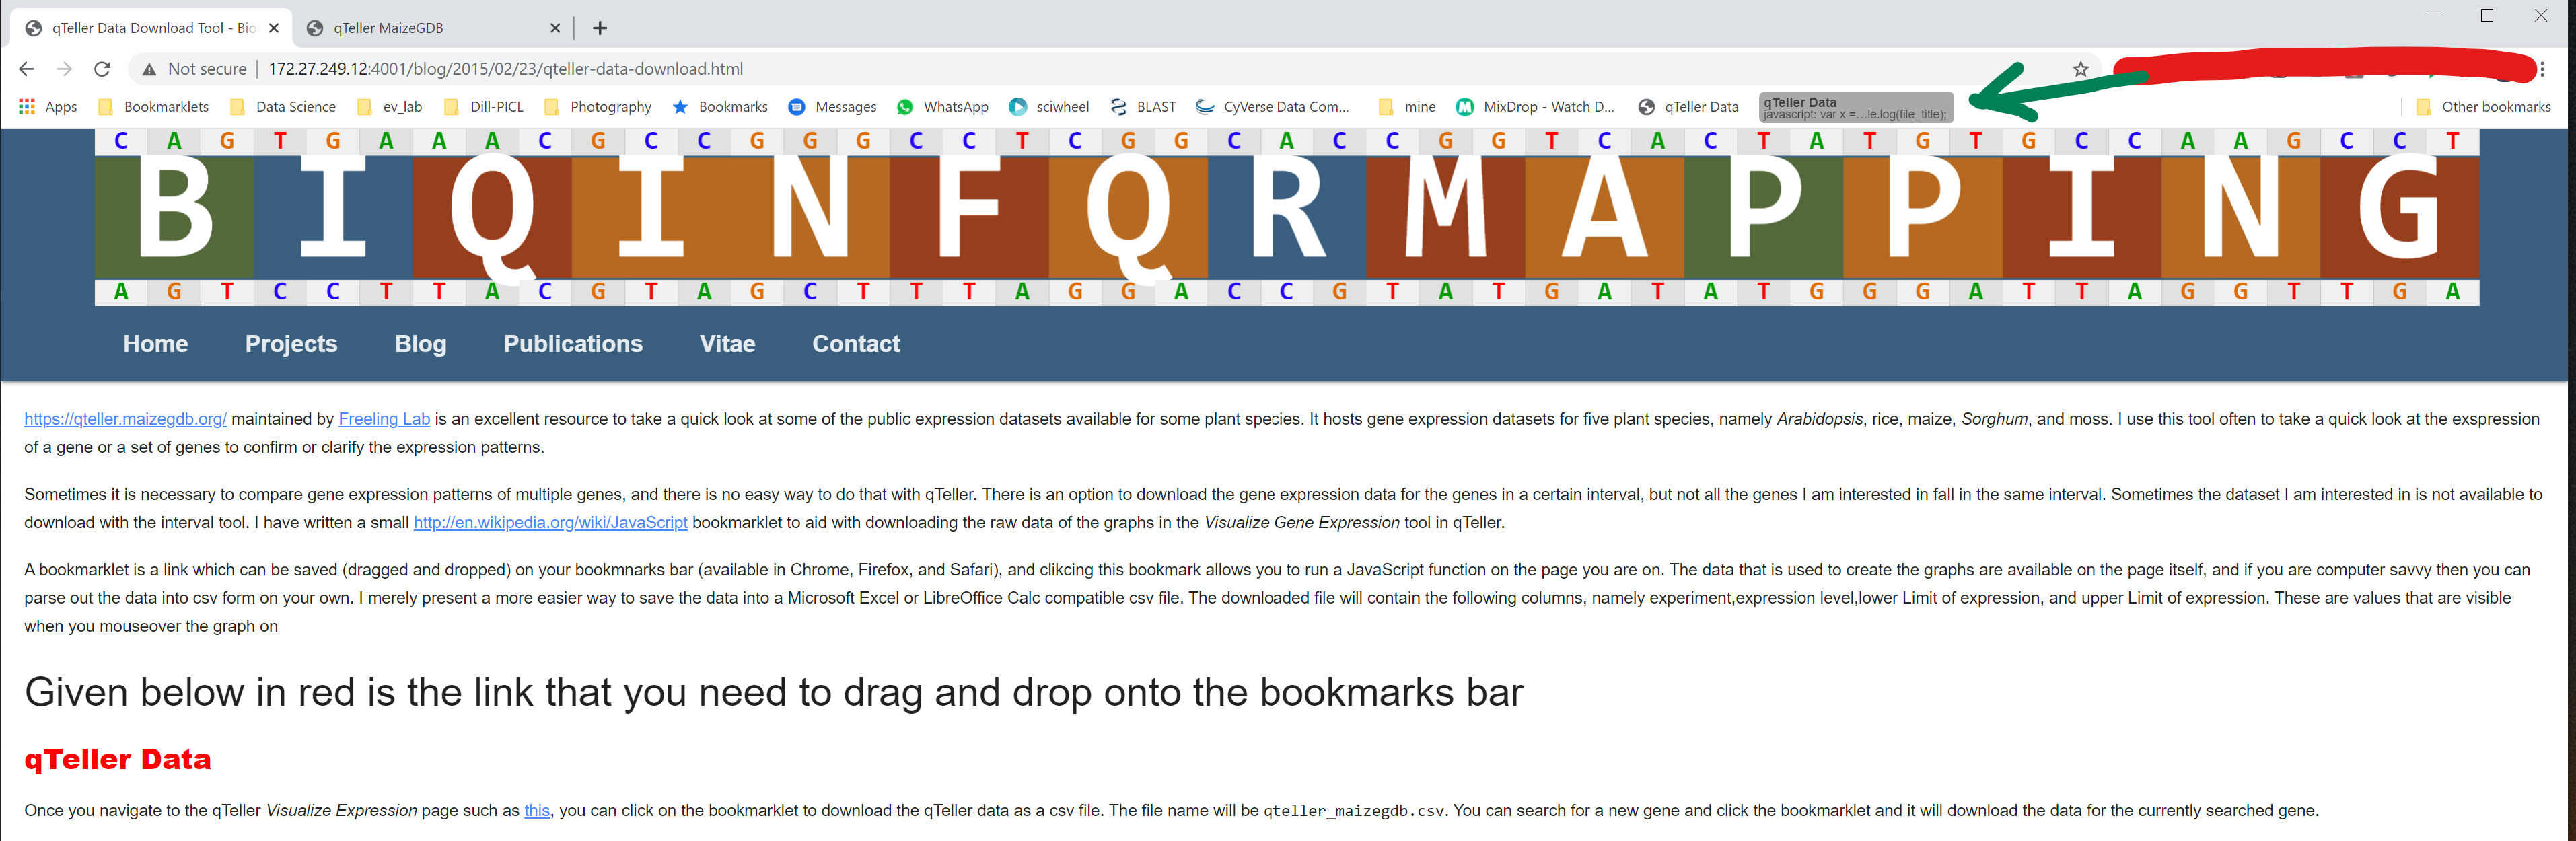 qTeller Data Download Tool - Bio
qTeller MaizeGDB
Not secure | 172.27.249.12:4001/blog/2015/02/23/qteller-data-download.html
Apps Bookmarklets Data Science ev_lab Dill-PICL Photography Bookmarks Messages WhatsApp sciwheel BLAST CyVerse Data Com... mine MixDrop - Watch D... qTeller Data Other bookmarks
qTeller Data
javascript: var x =...le.log(file_title);
C A G T G A A A C G C C G G G C C T C G G C A C C G G T C A C T A T G T G C C A A G C C T
BIQINFQRMAPPING
A G T C C T T A C G T A G C T T T A G G A C C G T A T G A T A T G G G A T T A G G T T G A
Home Projects Blog Publications Vitae Contact
https://qteller.maizegdb.org/ maintained by Freeling Lab is an excellent resource to take a quick look at some of the public expression datasets available for some plant species. It hosts gene expression datasets for five plant species, namely Arabidopsis, rice, maize, Sorghum, and moss. I use this tool often to take a quick look at the exspression
of a gene or a set of genes to confirm or clarify the expression patterns.
Sometimes it is necessary to compare gene expression patterns of multiple genes, and there is no easy way to do that with qTeller. There is an option to download the gene expression data for the genes in a certain interval, but not all the genes I am interested in fall in the same interval. Sometimes the dataset I am interested in is not available to
download with the interval tool. I have written a small http://en.wikipedia.org/wiki/JavaScript bookmarklet to aid with downloading the raw data of the graphs in the Visualize Gene Expression tool in qTeller.
A bookmarklet is a link which can be saved (dragged and dropped) on your bookmnarks bar (available in Chrome, Firefox, and Safari), and clikcing this bookmark allows you to run a JavaScript function on the page you are on. The data that is used to create the graphs are available on the page itself, and if you are computer savvy then you can
parse out the data into csv form on your own. I merely present a more easier way to save the data into a Microsoft Excel or LibreOffice Calc compatible csv file. The downloaded file will contain the following columns, namely experiment,expression level,lower Limit of expression, and upper Limit of expression. These are values that are visible
when you mouseover the graph on
Given below in red is the link that you need to drag and drop onto the bookmarks bar
qTeller Data
Once you navigate to the qTeller Visualize Expression page such as this, you can click on the bookmarklet to download the qTeller data as a csv file. The file name will be qteller_maizegdb.csv. You can search for a new gene and click the bookmarklet and it will download the data for the currently searched gene.